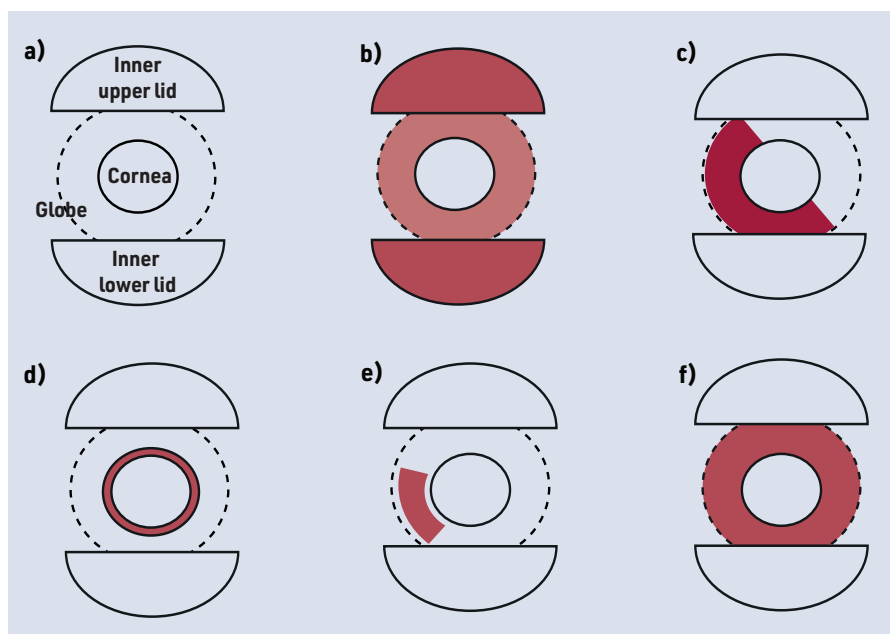 a)
Inner
upper lid
Cornea
Globe
Inner
lower lid
b)
c)
d)
e)
f)